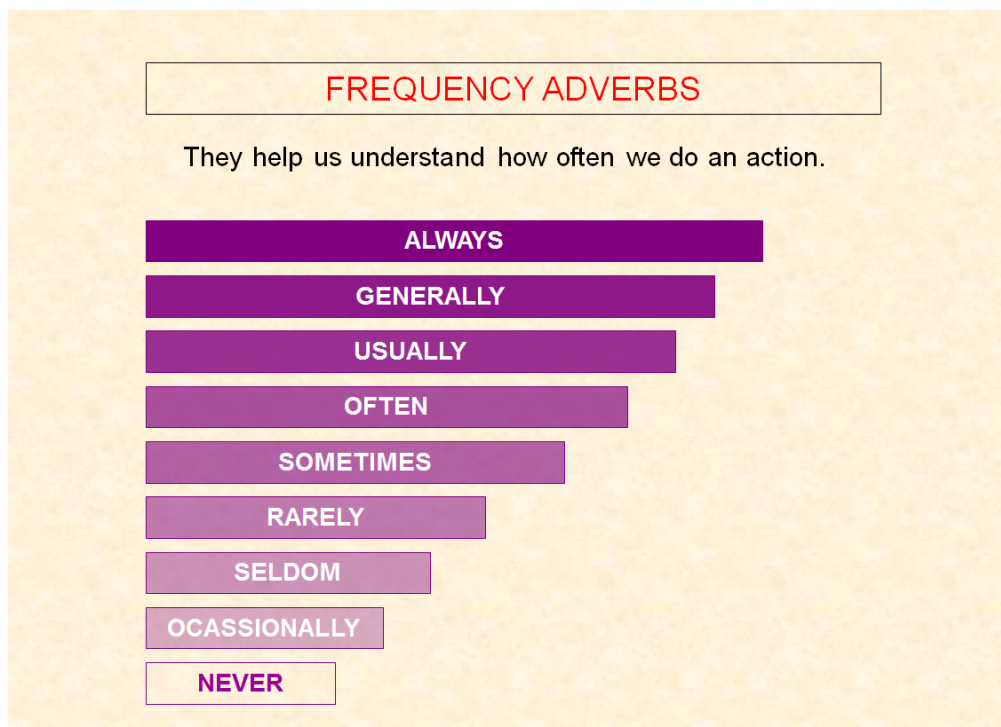 FREQUENCY ADVERBS
They help us understand how often we do an action.
ALWAYS
GENERALLY
USUALLY
OFTEN
SOMETIMES
RARELY
SELDOM
OCASSIONALLY
NEVER